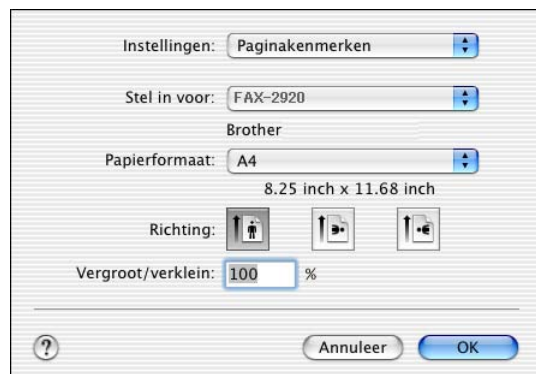 Instellingen: Paginakenmerken
Stel in voor: FAX-2920
Brother
Papierformaat: A4
8.25 inch x 11.68 inch
Richting:
Vergroot/verklein: 100 %
? Annuleer OK